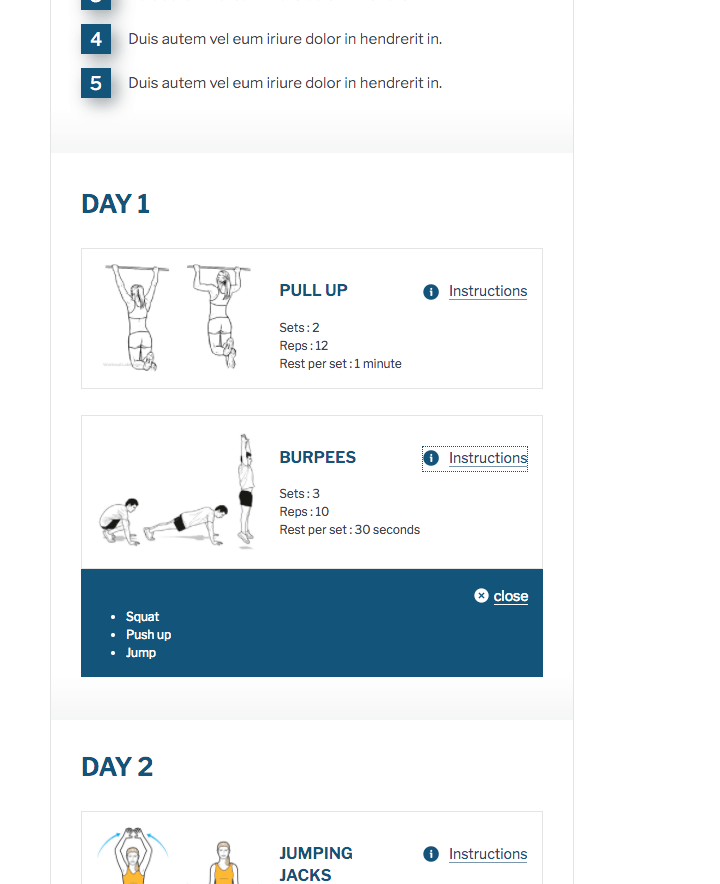 4 Duis autem vel eum iriure dolor in hendrerit in.
5 Duis autem vel eum iriure dolor in hendrerit in.
DAY 1
PULL UP
Instructions
Sets : 2
Reps : 12
Rest per set : 1 minute
BURPEES
Instructions
Sets : 3
Reps : 10
Rest per set : 30 seconds
close
• Squat
• Push up
• Jump
DAY 2
JUMPING
JACKS
Instructions